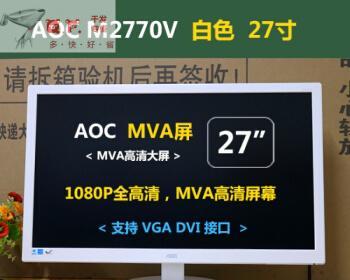 AOC M2770V 白色 27寸
多·快·好·省
请拆箱验机后再签收!
AOC MVA屏
< MVA高清大屏 >
27”
1080P全高清，MVA高清屏幕
< 支持 VGA DVI 接口 >
AOC